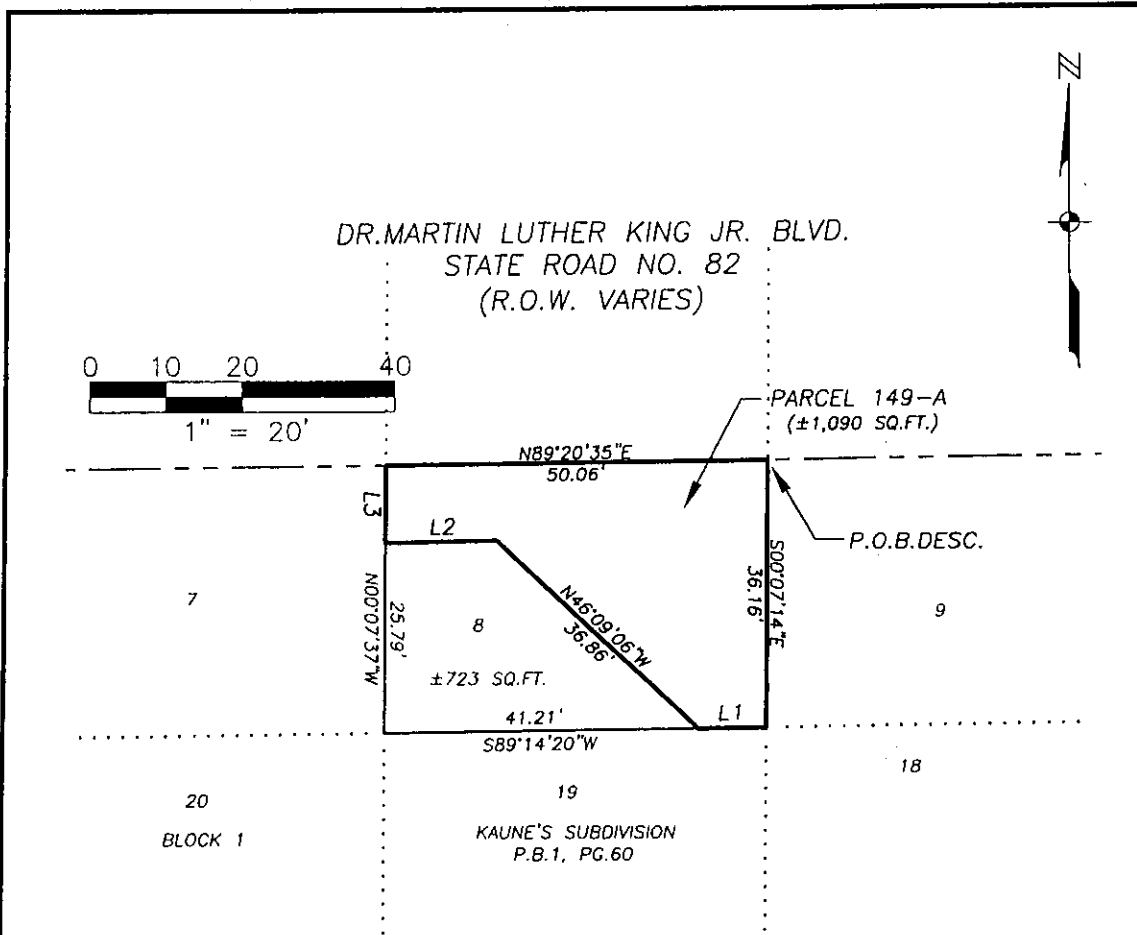 N
DR.MARTIN LUTHER KING JR. BLVD.
STATE ROAD NO. 82
(R.O.W. VARIES)
0 10 20 40
1" = 20'
PARCEL 149-A
(±1,090 SQ.FT.)
N89°20'35"E
50.06'
L3
L2
P.O.B.DESC.
S00°07'14"E
36.16'
N46°09'06"W
36.86'
N00°07'37"W
25.79'
7
8
9
±723 SQ.FT.
L1
41.21'
S89°14'20"W
18
19
20
BLOCK 1
KAUNE'S SUBDIVISION
P.B.1, PG.60